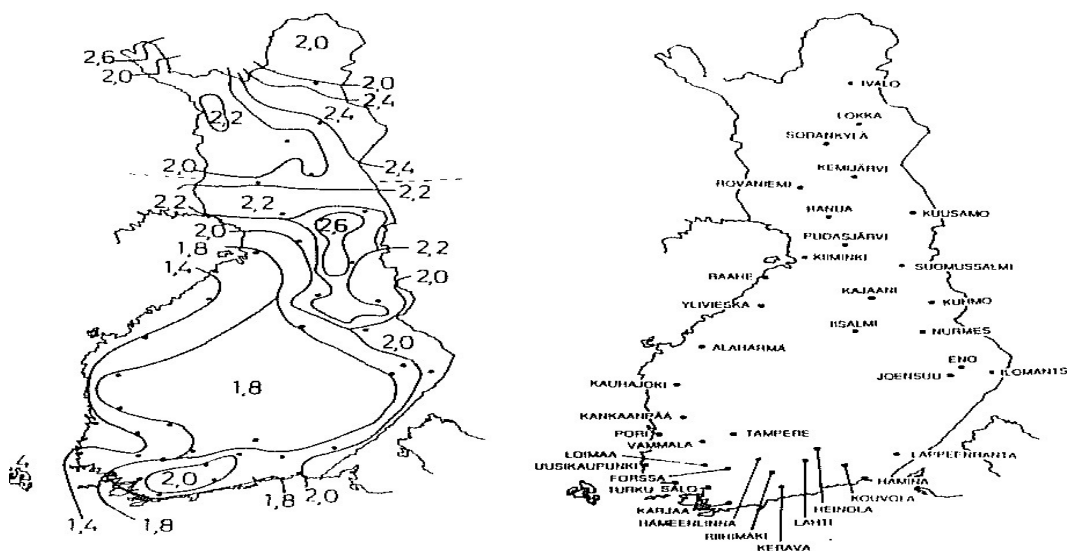 2,0
2,6
2,0
2,0
2,4
2,2
2,4
2,0
2,4
2,2
2,2
2,2
2,0
2,6
1,8
2,2
1,4
2,0
2,0
1,8
4
2,0
1,8
2,0
1,4
1,8
IVALO
LOKKA
SODANKYLÄ
KEMIJÄRVI
ROVANIEMI
RANUA
KUUSAMO
PUDASJÄRVI
KIIMINKI
SUOMUSSALMI
RAAHE
KAJAANI
YLIVIESKA
KUHMO
IISALMI
NURMES
ALAHÄRMÄ
ENO
JOENSUU
ILOMANTS
KAUHAJOKI
KANKAANPÄÄ
PORI
TAMPERE
VAMMALA
LOIMAA
LAPPEENRANTA
UUSIKAUPUNKI
FORSSA
HAMINA
TURKU SALO
KOUVOLA
KARJAA
HEINOLA
HÄMEENLINNA
LAHTI
RIIHIMÄKI
KERAVA